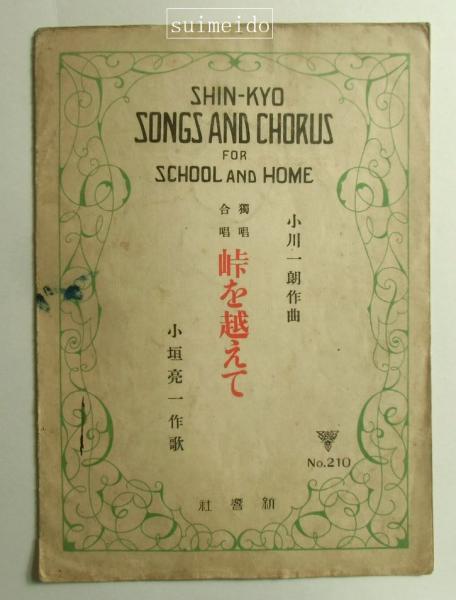 suimeido
SHIN-KYO
SONGS AND CHORUS
FOR
SCHOOL AND HOME
小川一朗作曲
獨唱
合唱
峠を越えて
小垣亮一作歌
No.210
社響新